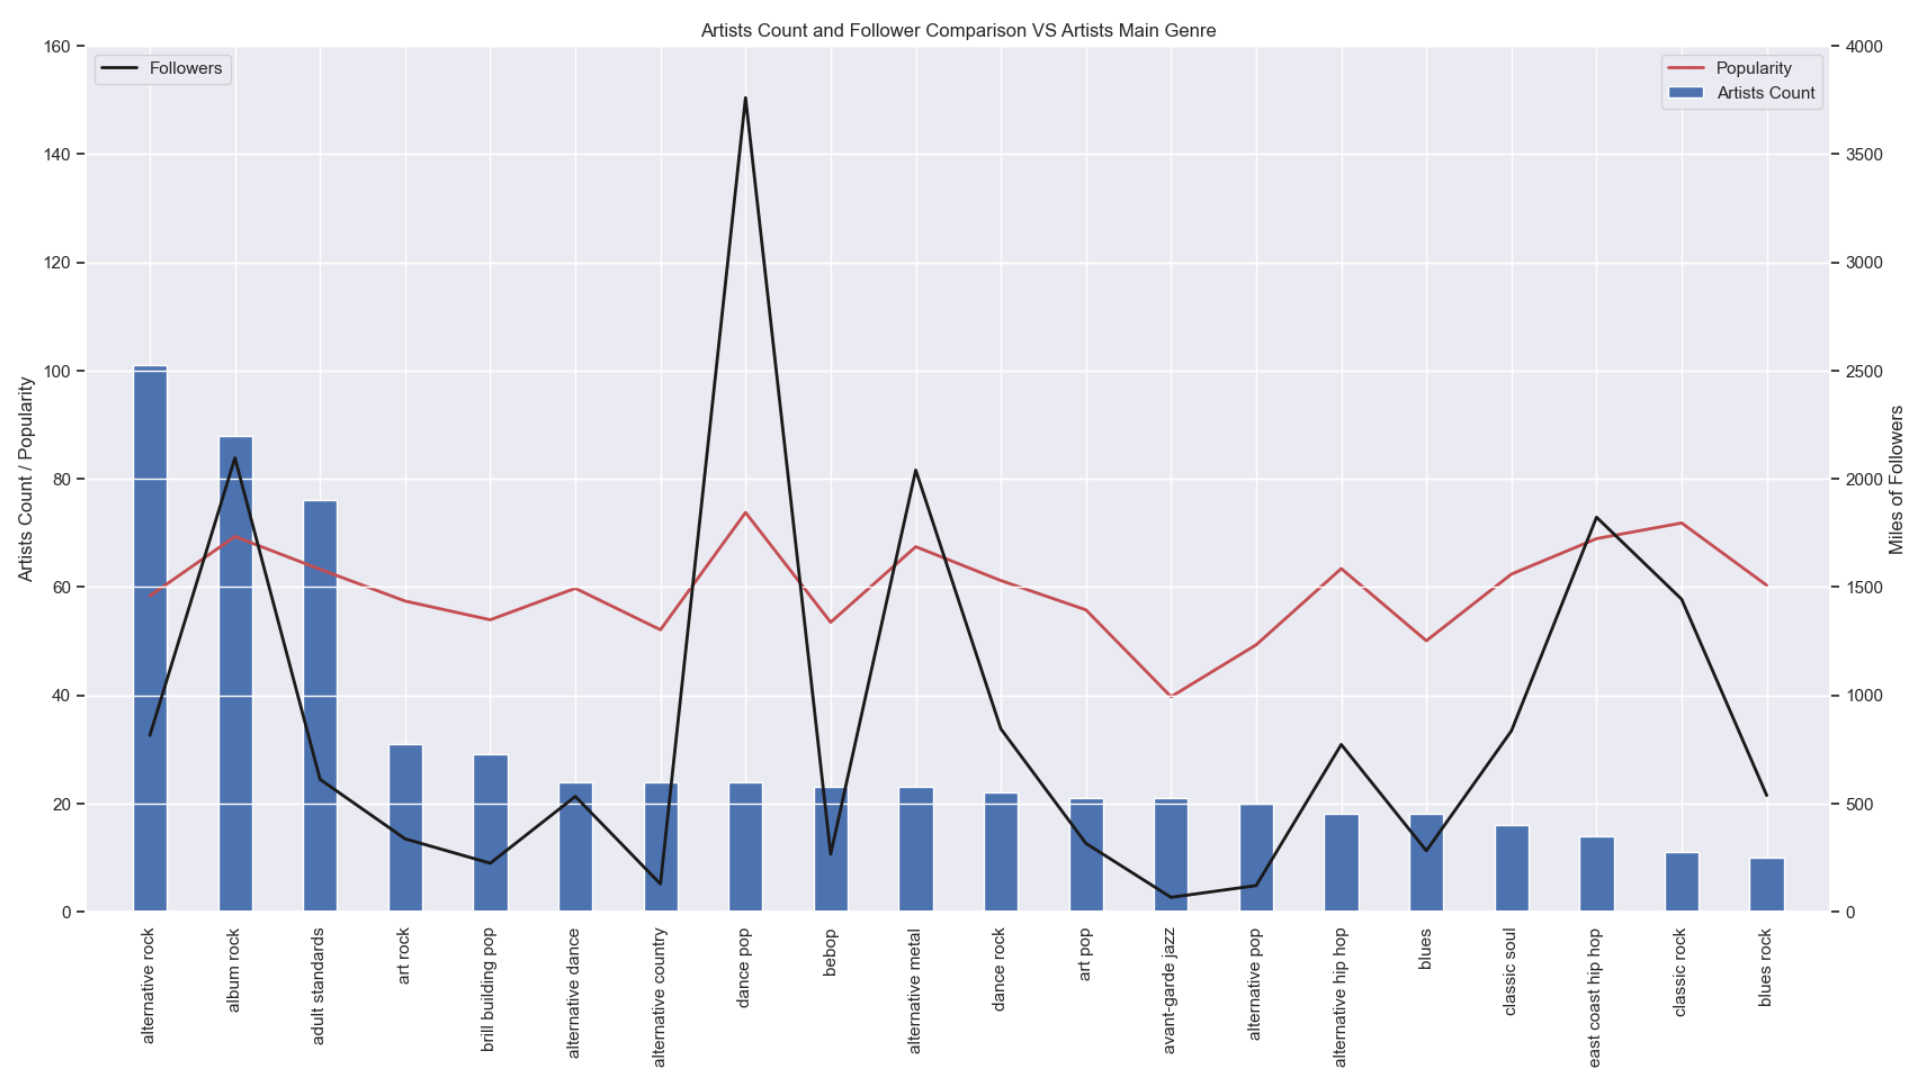 Artists Count and Follower Comparison VS Artists Main Genre
Followers
Popularity
Artists Count
Artists Count / Popularity
160
140
120
100
80
60
40
20
0
4000
3500
3000
2500
2000
1500
1000
500
0
Miles of Followers
alternative rock
album rock
adult standards
art rock
brill building pop
alternative dance
alternative country
dance pop
bebop
alternative metal
dance rock
art pop
avant-garde jazz
alternative pop
alternative hip hop
blues
classic soul
east coast hip hop
classic rock
blues rock